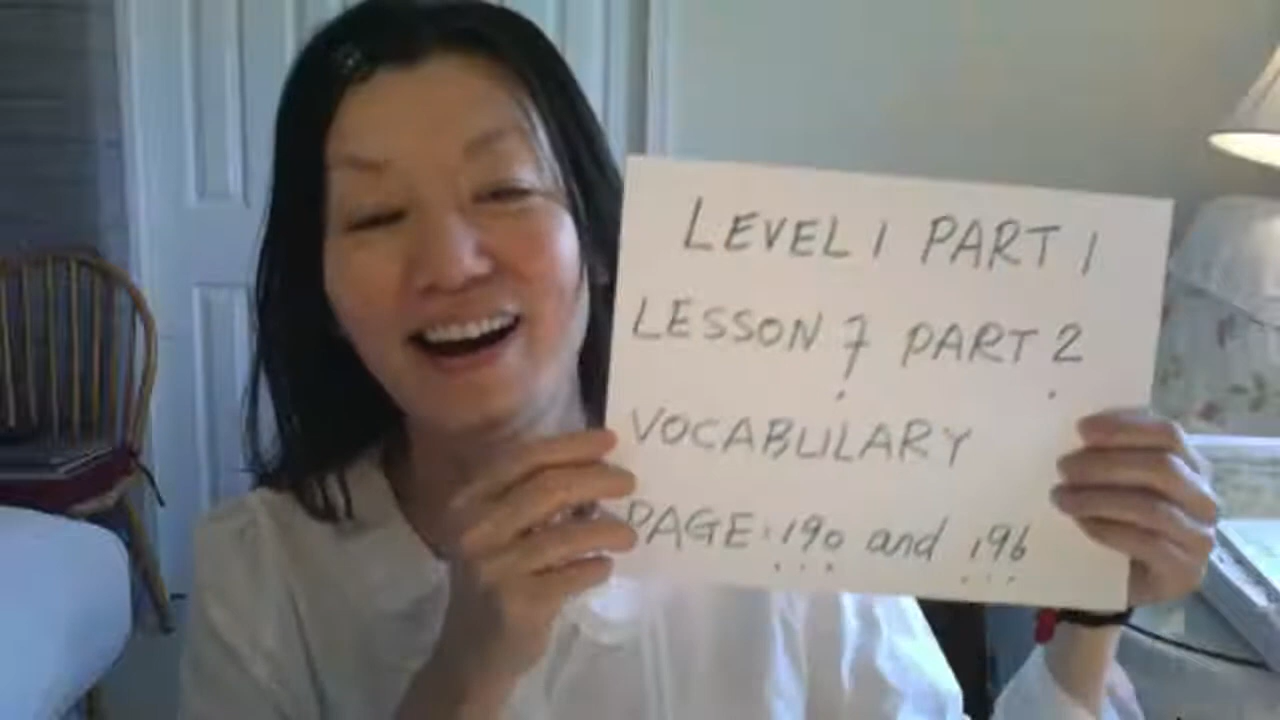 LEVEL 1 PART 1
LESSON 7 PART 2
VOCABULARY
PAGE: 190 and 196